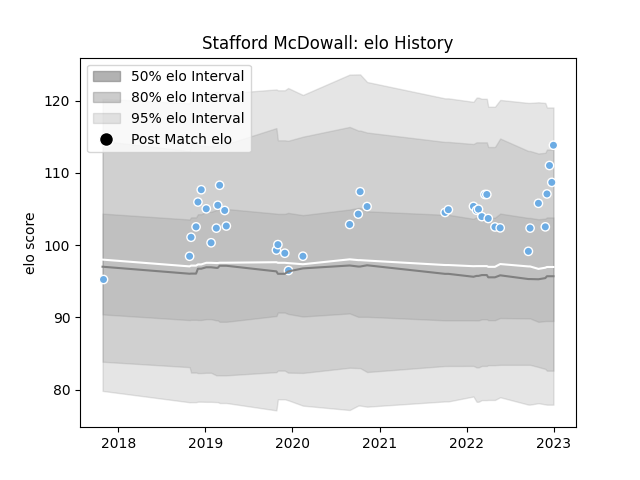 Stafford McDowall: elo History
50% elo Interval
80% elo Interval
95% elo Interval
Post Match elo
elo score
120
110
100
90
80
2018 2019 2020 2021 2022 2023